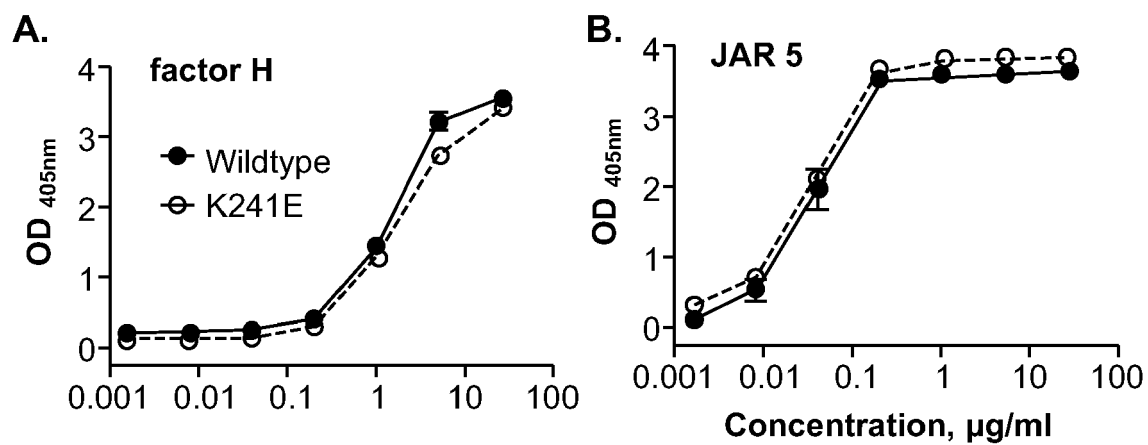 A.
factor H
4
3
2
1
0
OD 405nm
Wildtype
K241E
0.001 0.01 0.1 1 10 100
B.
JAR 5
4
3
2
1
0
OD 405nm
0.001 0.01 0.1 1 10 100
Concentration, µg/ml